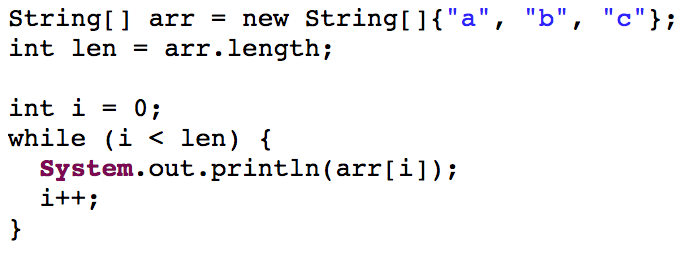 String[] arr = new String[]{"a", "b", "c"};
int len = arr.length;

int i = 0;
while (i < len) {
  System.out.println(arr[i]);
  i++;
}